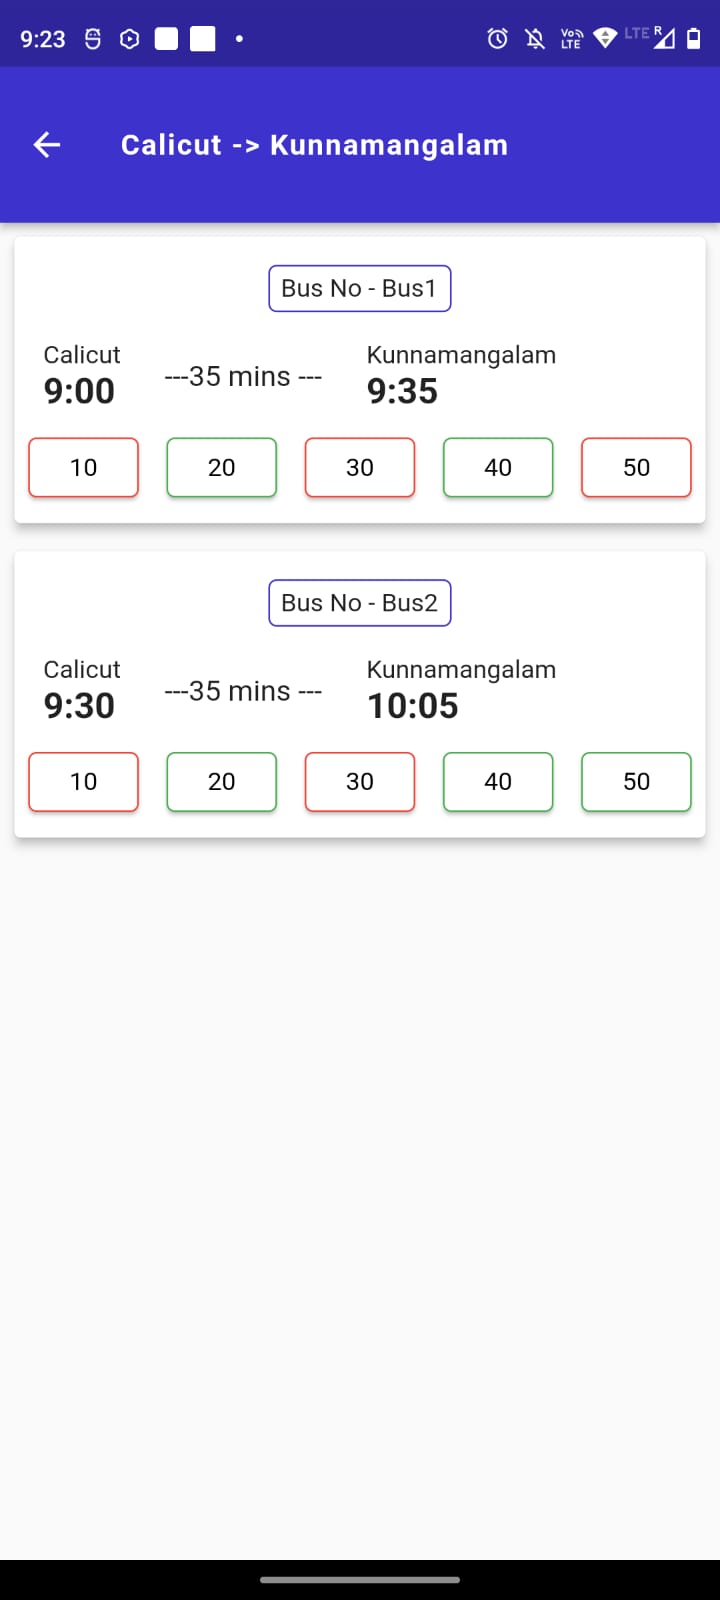 9:23 Vo LTE LTE R
Calicut -> Kunnamangalam
Bus No - Bus1
Calicut Kunnamangalam
---35 mins ---
9:00 9:35
10 20 30 40 50
Bus No - Bus2
Calicut Kunnamangalam
---35 mins ---
9:30 10:05
10 20 30 40 50